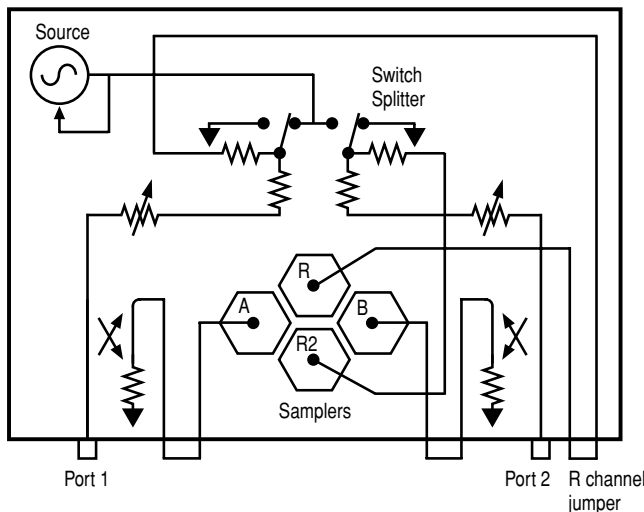 Source
Switch
Splitter
R
A
B
R2
Samplers
Port 1
Port 2
R channel
jumper